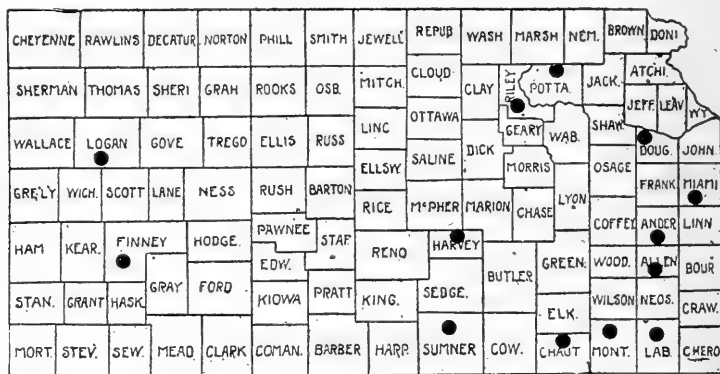 CHEYENNE RAWLINS DECATUR NORTON PHILL SMITH JEWELL REPUB WASH MARSH NEM. BROWN DONI
SHERMAN THOMAS SHERI GRAH ROOKS OSB. MITCH. CLOUD CLAY RILEY POTTA. JACK. ATCHI.
JEFF. LEAV WY.
OTTAWA
WALLACE LOGAN GOVE TREGO ELLIS RUSS LINC DICK GEARY WAB. SHAW. DOUG. JOHN.
ELLSW. SALINE MORRIS OSAGE
GRE'LY WICH. SCOTT LANE NESS RUSH BARTON RICE McPHER MARION CHASE LYON FRANK MIAMI
HAM KEAR. FINNEY HODGE. PAWNEE STAF. RENO HARVEY COFFEE ANDER LINN
EDW. BUTLER GREEN. WOOD. ALLEN BOUR
STAN. GRANT HASK. GRAY FORD KIOWA PRATT KING. SEDGE. ELK. WILSON NEOS. CRAW.
MORT. STEV. SEW. MEAD CLARK COMAN. BARBER HARP. SUMNER COW. CHAUT MONT. LAB. CHERO